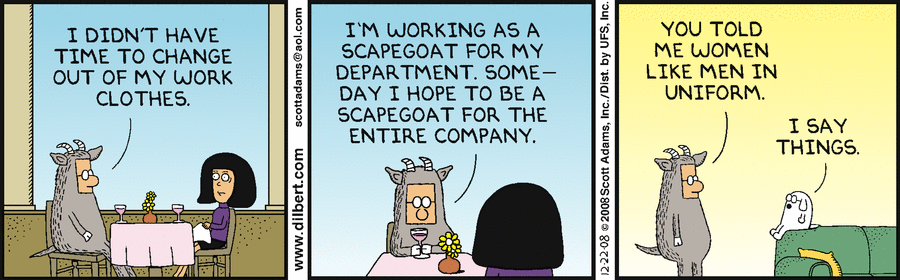 I DIDN'T HAVE
TIME TO CHANGE
OUT OF MY WORK
CLOTHES.
www.dilbert.com scottadams@aol.com
I'M WORKING AS A
SCAPEGOAT FOR MY
DEPARTMENT. SOME–
DAY I HOPE TO BE A
SCAPEGOAT FOR THE
ENTIRE COMPANY.
12-22-08 ©2008 Scott Adams, Inc./Dist. by UFS, Inc.
YOU TOLD
ME WOMEN
LIKE MEN IN
UNIFORM.
I SAY
THINGS.